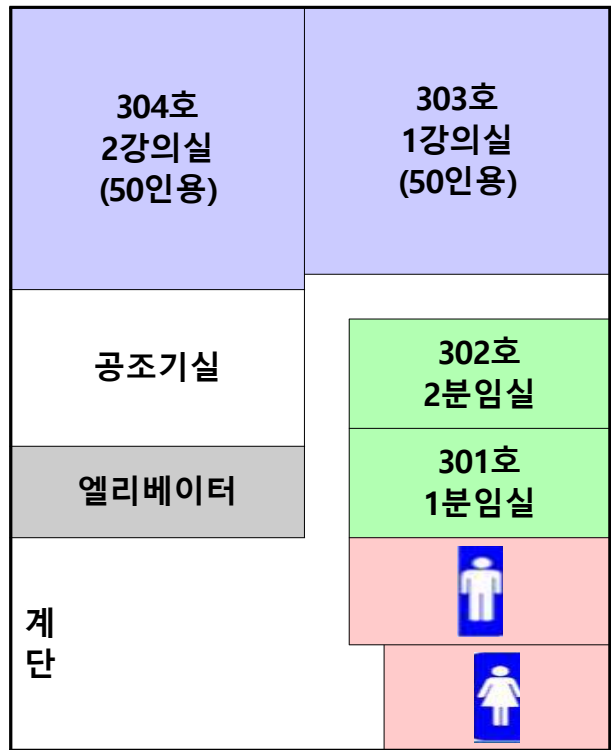 304호
2강의실
(50인용)
303호
1강의실
(50인용)
공조기실
302호
2분임실
엘리베이터
301호
1분임실
계
단